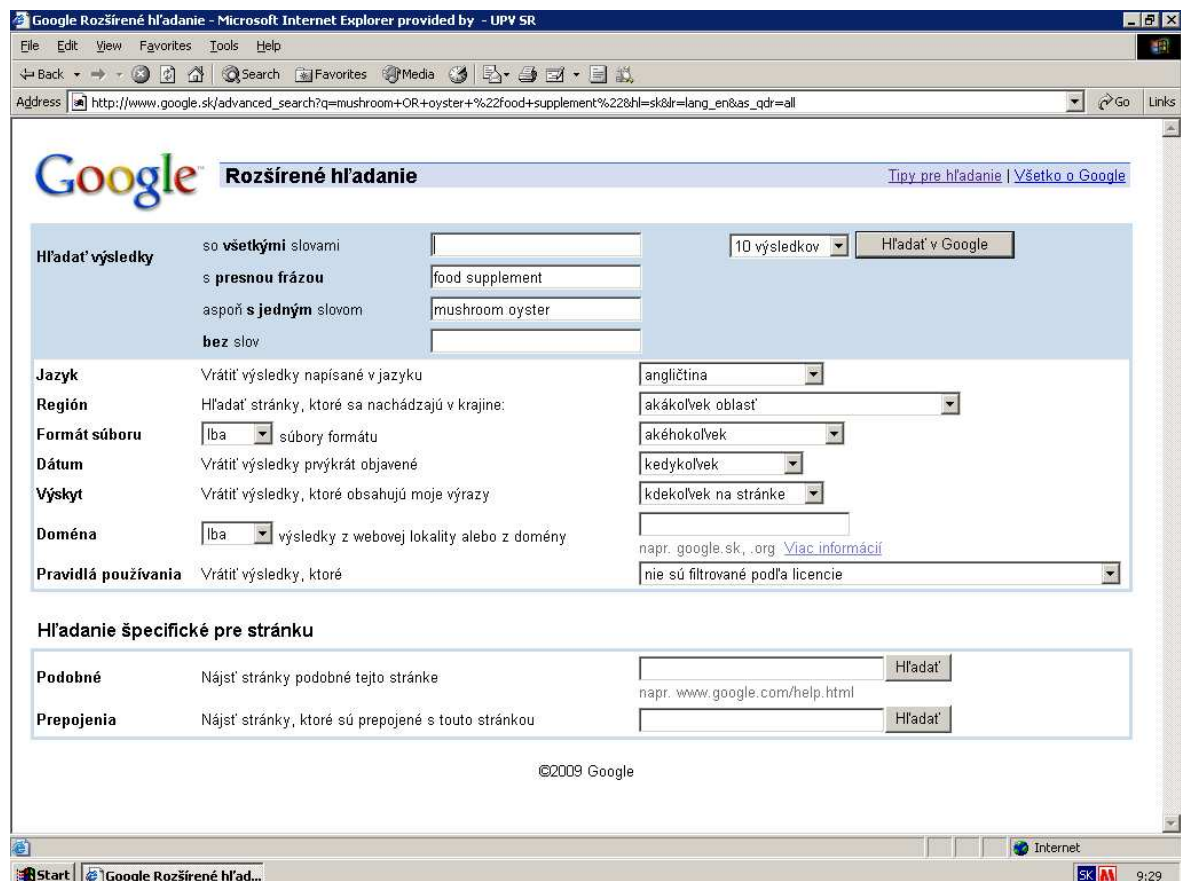 Google Rozšírené hľadanie - Microsoft Internet Explorer provided by - UPV SR
File Edit View Favorites Tools Help
Back Search Favorites Media
Address http://www.google.sk/advanced_search?q=mushroom+OR+oyster+%22food+supplement%22&hl=sk&lr=lang_en&as_qdr=all Go Links
Google™ Rozšírené hľadanie Tipy pre hľadanie | Všetko o Google
Hľadať výsledky so všetkými slovami 10 výsledkov Hľadať v Google
s presnou frázou food supplement
aspoň s jedným slovom mushroom oyster
bez slov
Jazyk Vrátiť výsledky napísané v jazyku angličtina
Región Hľadať stránky, ktoré sa nachádzajú v krajine: akákoľvek oblasť
Formát súboru Iba súbory formátu akéhokoľvek
Dátum Vrátiť výsledky prvýkrát objavené kedykoľvek
Výskyt Vrátiť výsledky, ktoré obsahujú moje výrazy kdekoľvek na stránke
Doména Iba výsledky z webovej lokality alebo z domény
napr. google.sk, .org Viac informácií
Pravidlá používania Vrátiť výsledky, ktoré nie sú filtrované podľa licencie
Hľadanie špecifické pre stránku
Podobné Nájsť stránky podobné tejto stránke Hľadať
napr. www.google.com/help.html
Prepojenia Nájsť stránky, ktoré sú prepojené s touto stránkou Hľadať
©2009 Google
Internet
Start Google Rozšírené hľad... SK 9:29